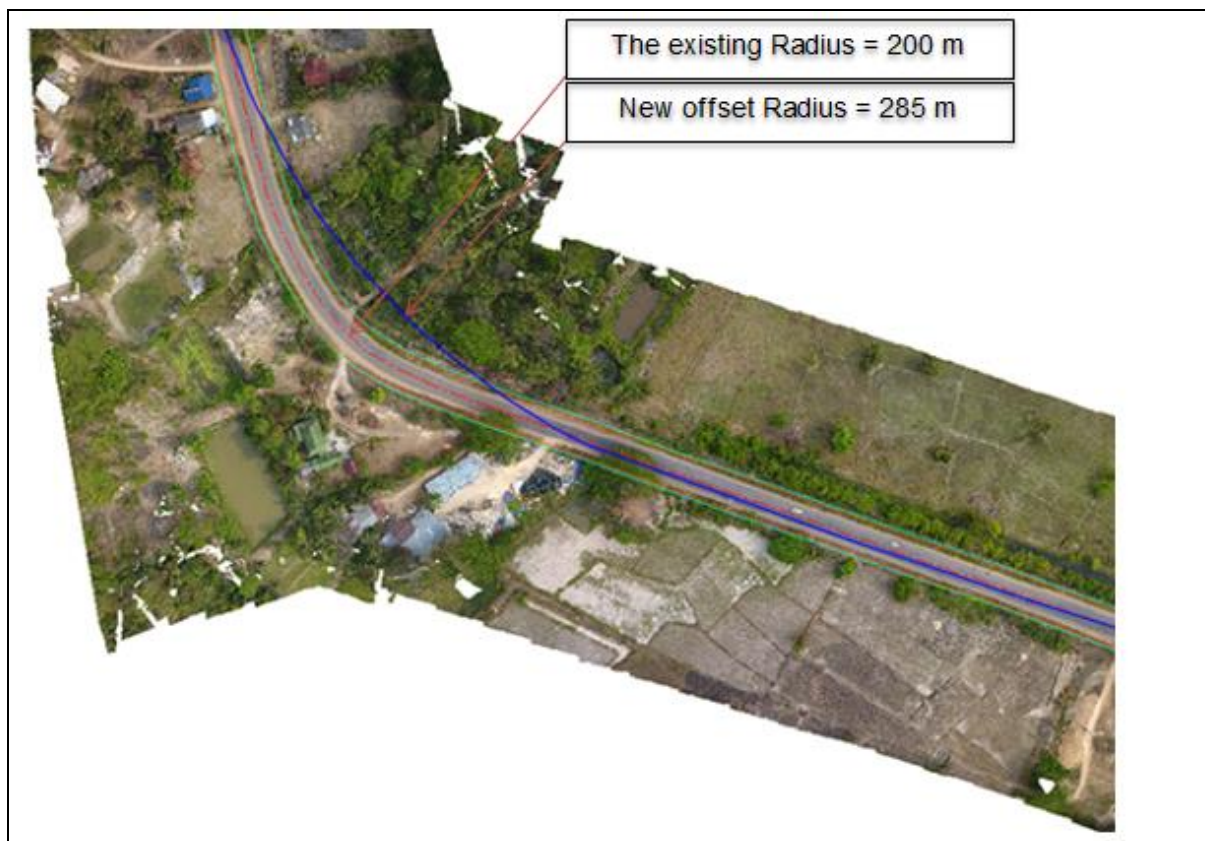 The existing Radius = 200 m
New offset Radius = 285 m